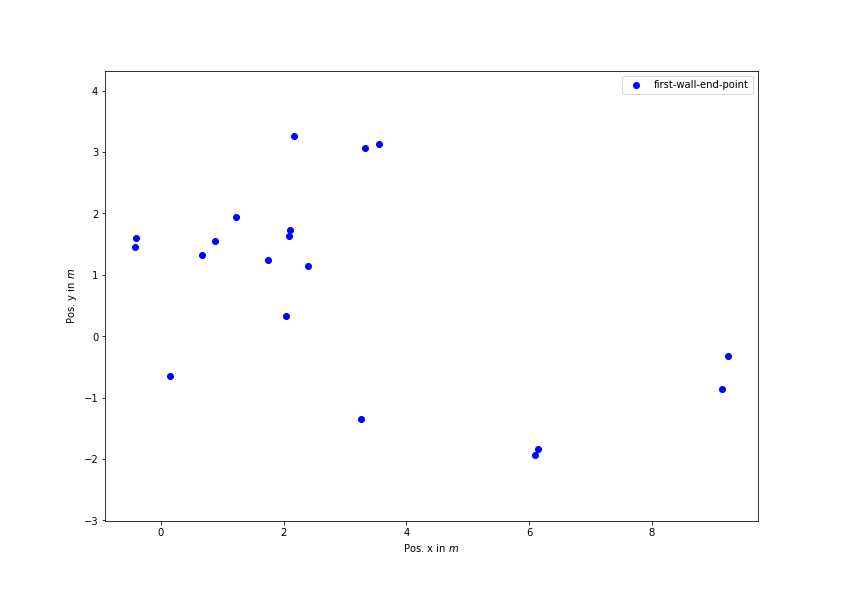 first-wall-end-point
4
3
2
1
0
−1
−2
−3
Pos. y in m
0 2 4 6 8
Pos. x in m